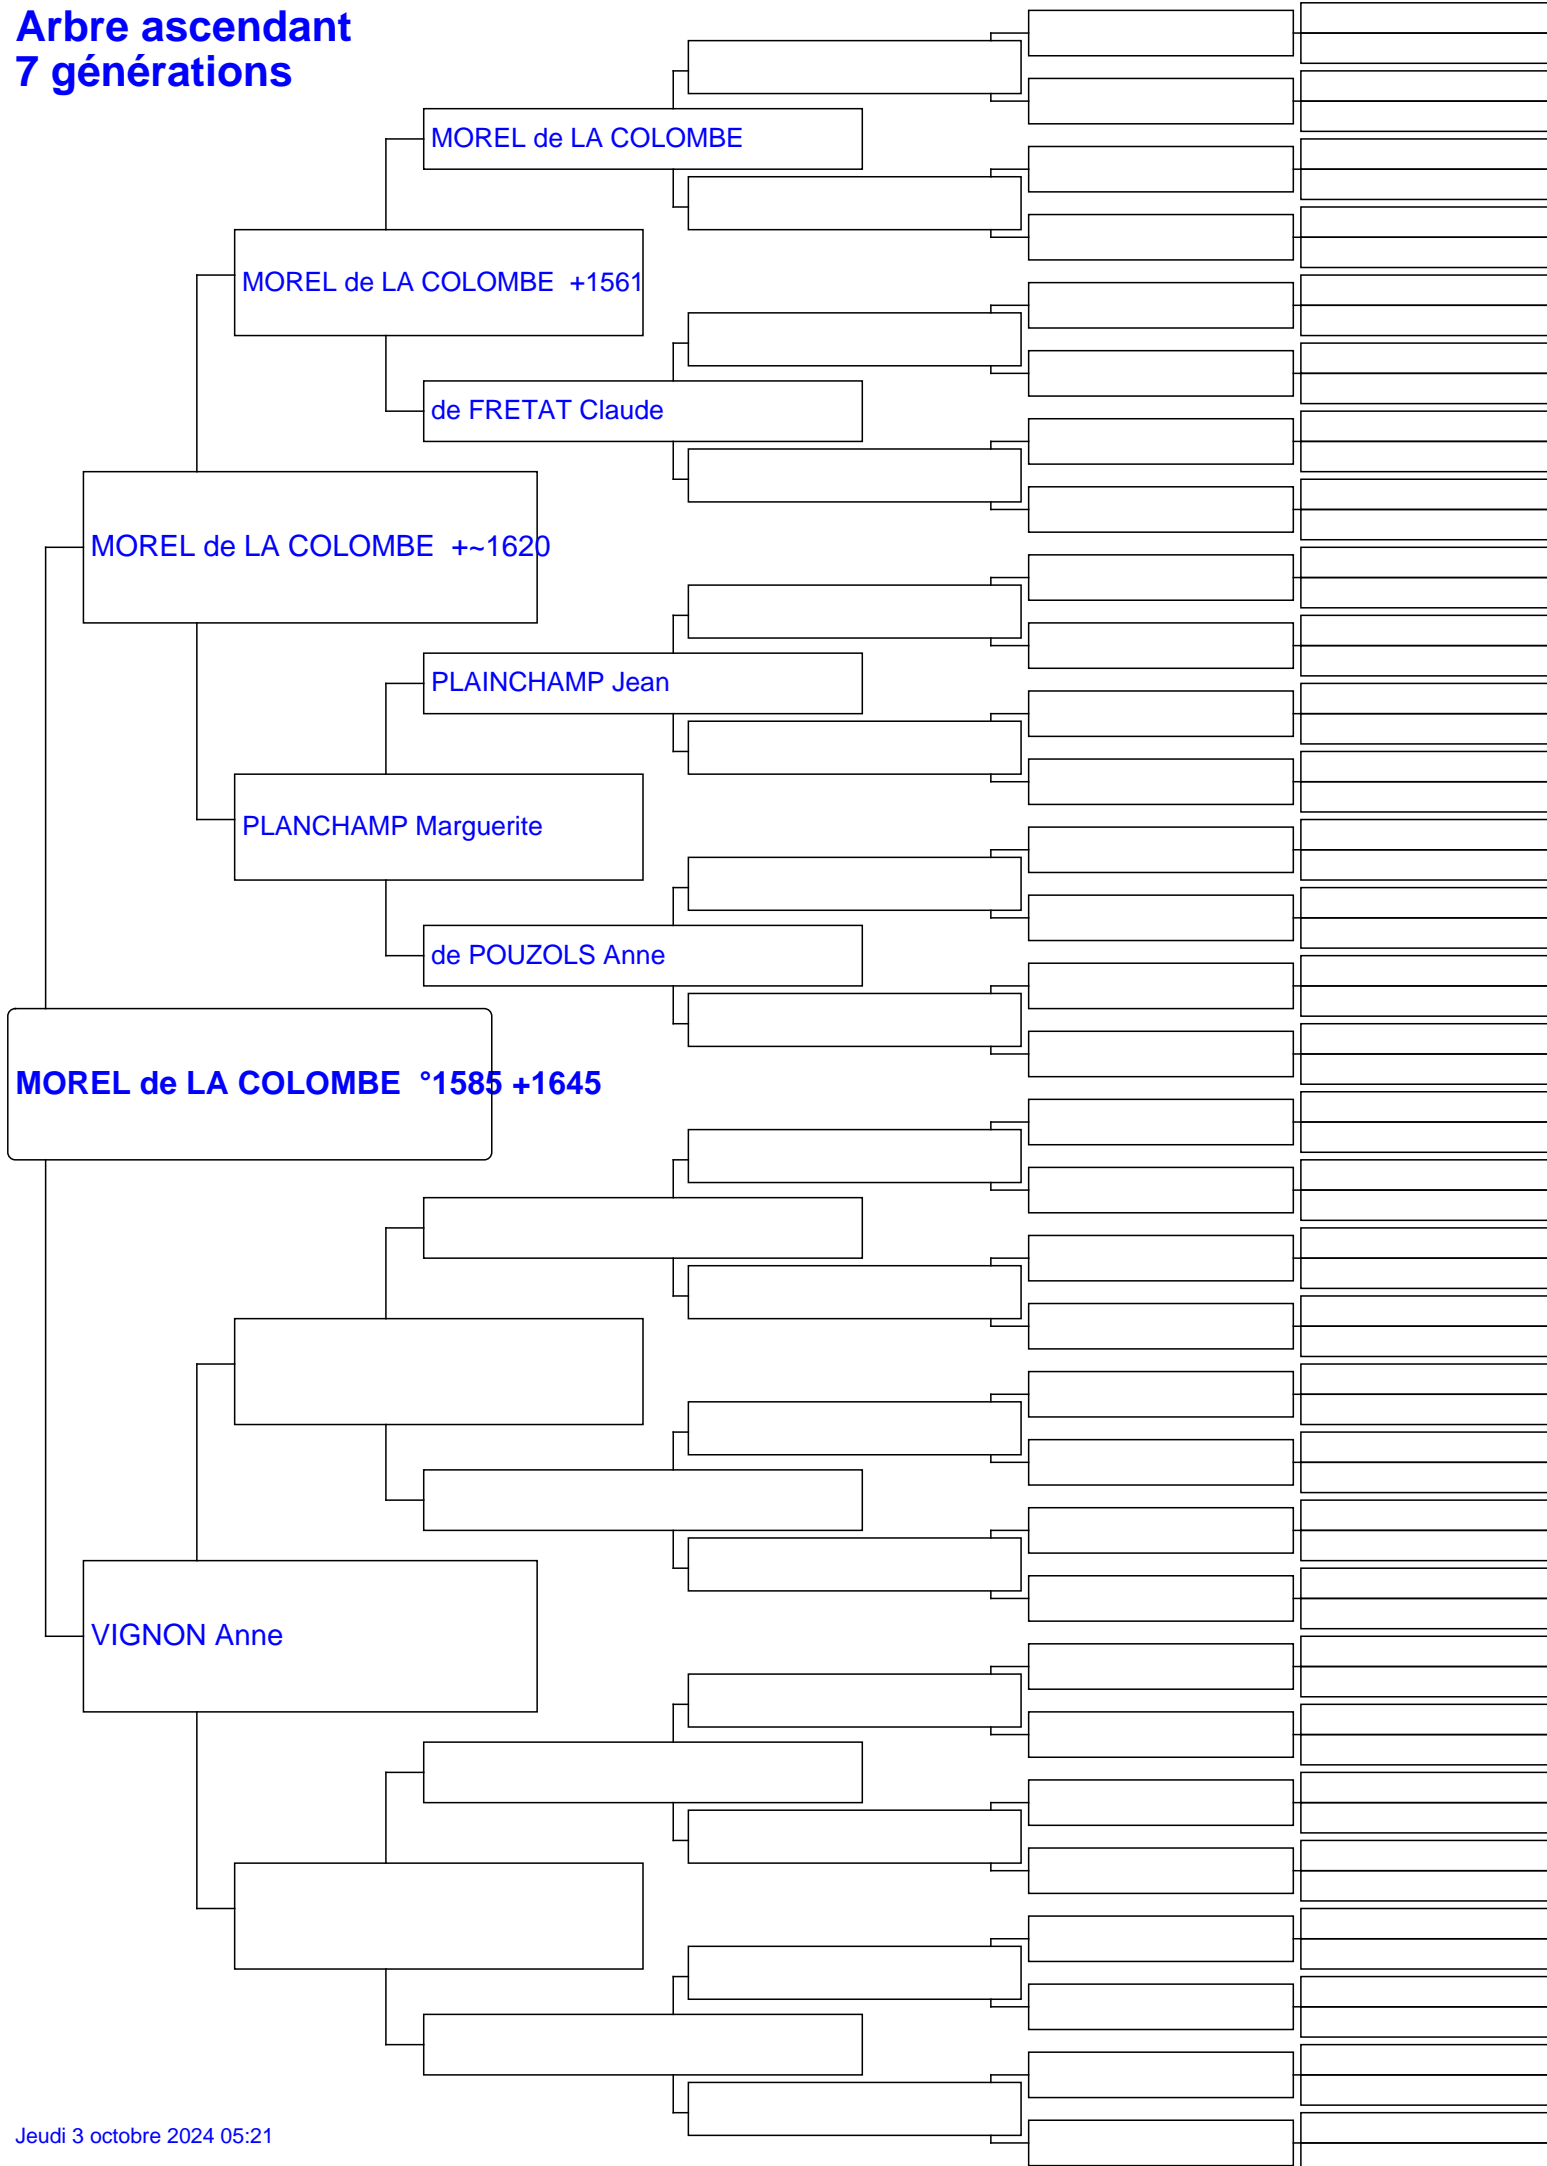 Arbre ascendant
7 générations
MOREL de LA COLOMBE
MOREL de LA COLOMBE +1561
de FRETAT Claude
MOREL de LA COLOMBE +~1620
PLAINCHAMP Jean
PLANCHAMP Marguerite
de POUZOLS Anne
MOREL de LA COLOMBE °1585 +1645
VIGNON Anne
Jeudi 3 octobre 2024 05:21